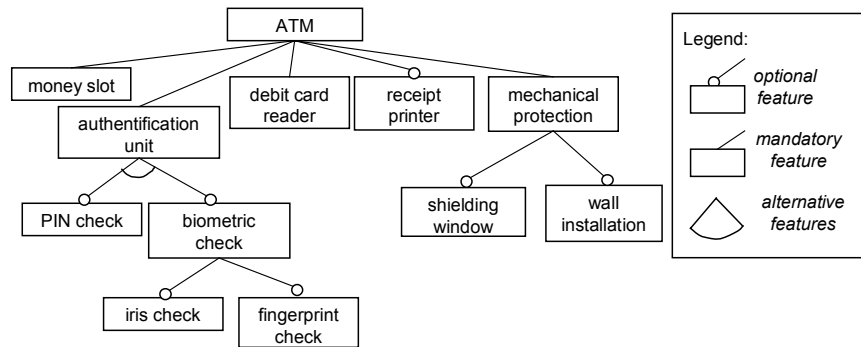 ATM
money slot
authentification
unit
debit card
reader
receipt
printer
mechanical
protection
PIN check
biometric
check
shielding
window
wall
installation
iris check
fingerprint
check
Legend:
optional
feature
mandatory
feature
alternative
features